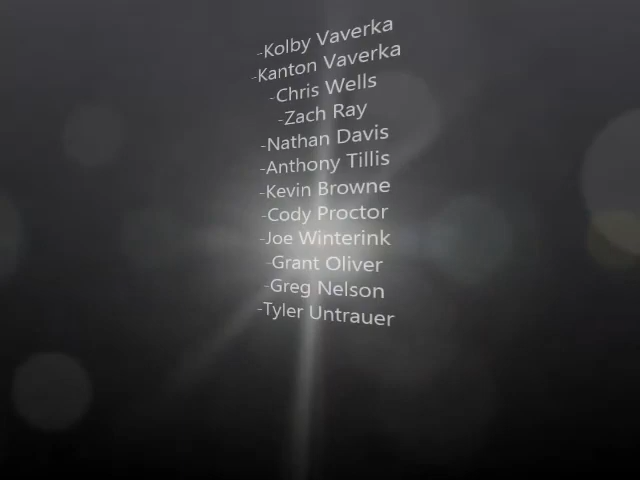 -Kolby Vaverka
-Kanton Vaverka
-Chris Wells
-Zach Ray
-Nathan Davis
-Anthony Tillis
-Kevin Browne
-Cody Proctor
-Joe Winterink
-Grant Oliver
-Greg Nelson
-Tyler Untrauer